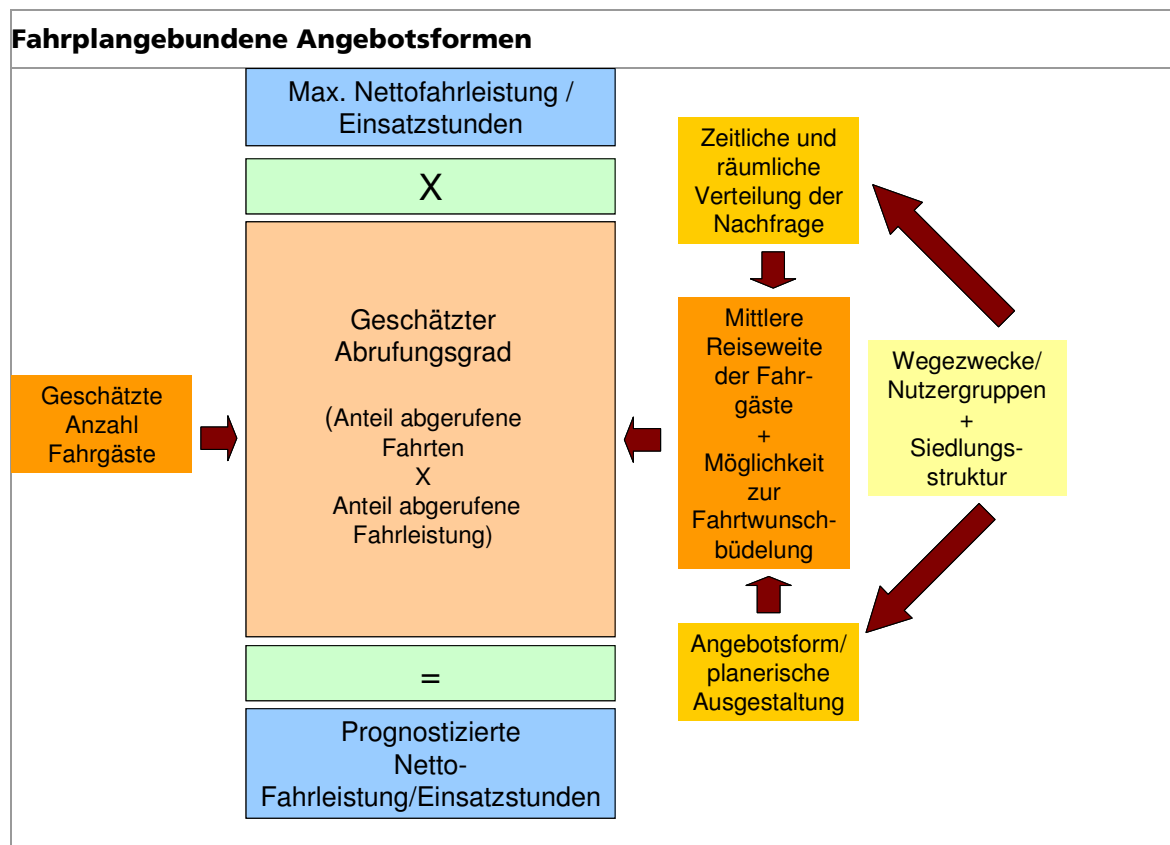 Fahrplangebundene Angebotsformen
Max. Nettofahrleistung /
Einsatzstunden
X
Geschätzter
Abrufungsgrad
(Anteil abgerufene
Fahrten
X
Anteil abgerufene
Fahrleistung)
=
Prognostizierte
Netto-
Fahrleistung/Einsatzstunden
Geschätzte
Anzahl
Fahrgäste
Zeitliche und
räumliche
Verteilung der
Nachfrage
Mittlere
Reiseweite
der Fahr-
gäste
+
Möglichkeit
zur
Fahrtwunsch-
büdelung
Angebotsform/
planerische
Ausgestaltung
Wegezwecke/
Nutzergruppen
+
Siedlungs-
struktur